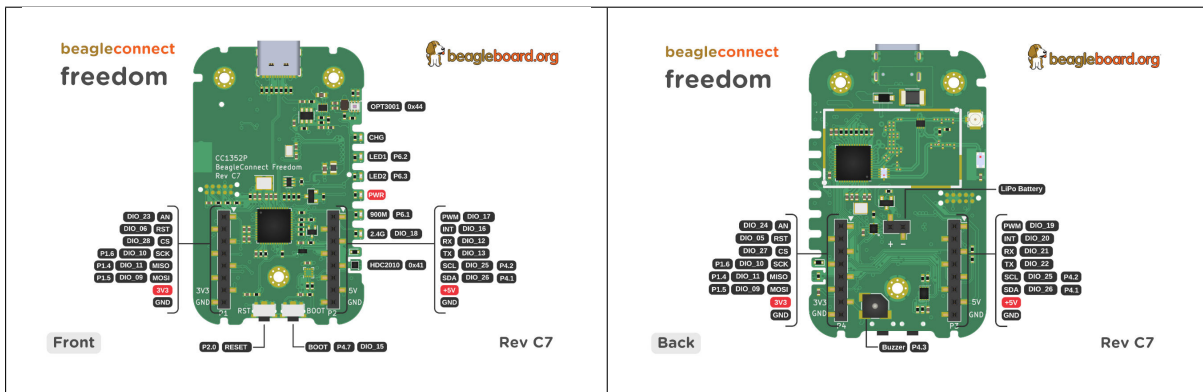 beagleconnect
freedom
beagleboard.org
OPT3001 0x44
CHG
LED1 P6.2
LED2 P6.3
PWR
900M P6.1
2.4G DIO_18
HDC2010 0x41
CC1352P
BeagleConnect Freedom
Rev C7
DIO_23 AN
DIO_06 RST
DIO_28 CS
P1.6 DIO_10 SCK
P1.4 DIO_11 MISO
P1.5 DIO_09 MOSI
3V3
GND
PWM DIO_17
INT DIO_16
RX DIO_12
TX DIO_13
SCL DIO_25 P4.2
SDA DIO_26 P4.1
+5V
GND
3V3
GND
P1
RST
BOOT
P2
5V
GND
P2.0 RESET
BOOT P4.7 DIO_15
Front
Rev C7
beagleconnect
freedom
beagleboard.org
LiPo Battery
DIO_24 AN
DIO_05 RST
DIO_27 CS
P1.6 DIO_10 SCK
P1.4 DIO_11 MISO
P1.5 DIO_09 MOSI
3V3
GND
PWM DIO_19
INT DIO_20
RX DIO_21
TX DIO_22
SCL DIO_25 P4.2
SDA DIO_26 P4.1
+5V
GND
+ -
3V3
GND
P4
5V
GND
P3
Buzzer P4.3
Back
Rev C7